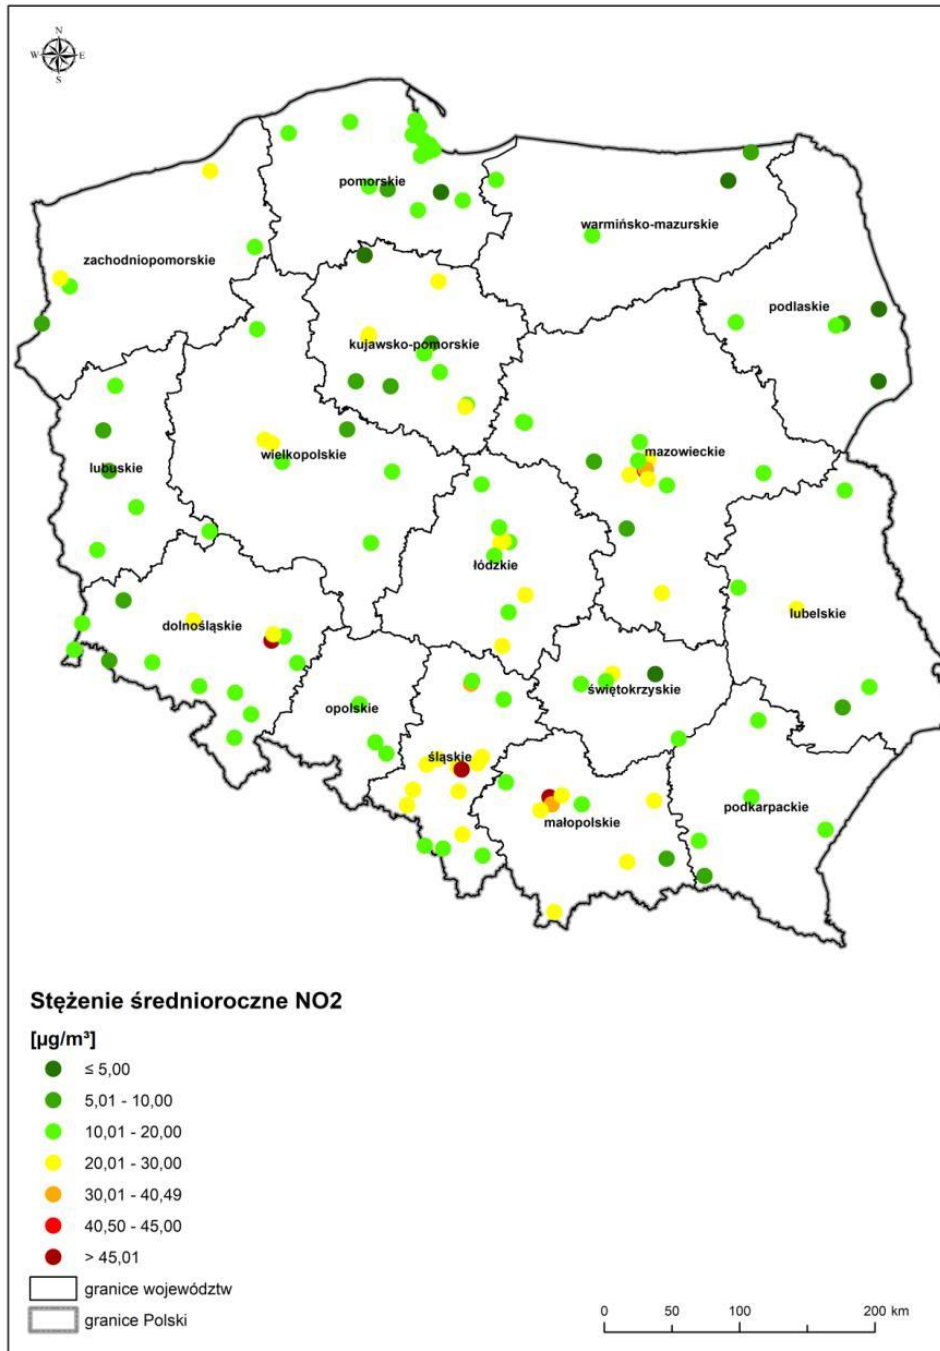 N
W E
S
pomorskie
warmińsko-mazurskie
zachodniopomorskie
podlaskie
kujawsko-pomorskie
mazowieckie
wielkopolskie
lubuskie
łódzkie
lubelskie
dolnośląskie
świętokrzyskie
opolskie
śląskie
podkarpackie
małopolskie
Stężenie średnioroczne NO2
[µg/m³]
≤ 5,00
5,01 - 10,00
10,01 - 20,00
20,01 - 30,00
30,01 - 40,49
40,50 - 45,00
> 45,01
granice województw
granice Polski
0 50 100 200 km